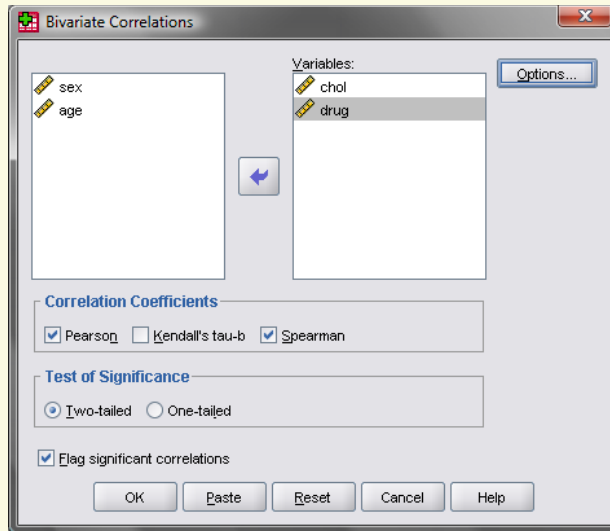 Bivariate Correlations
sex
age
Variables:
chol
drug
Options...
Correlation Coefficients
Pearson Kendall's tau-b Spearman
Test of Significance
Two-tailed One-tailed
Flag significant correlations
OK Paste Reset Cancel Help